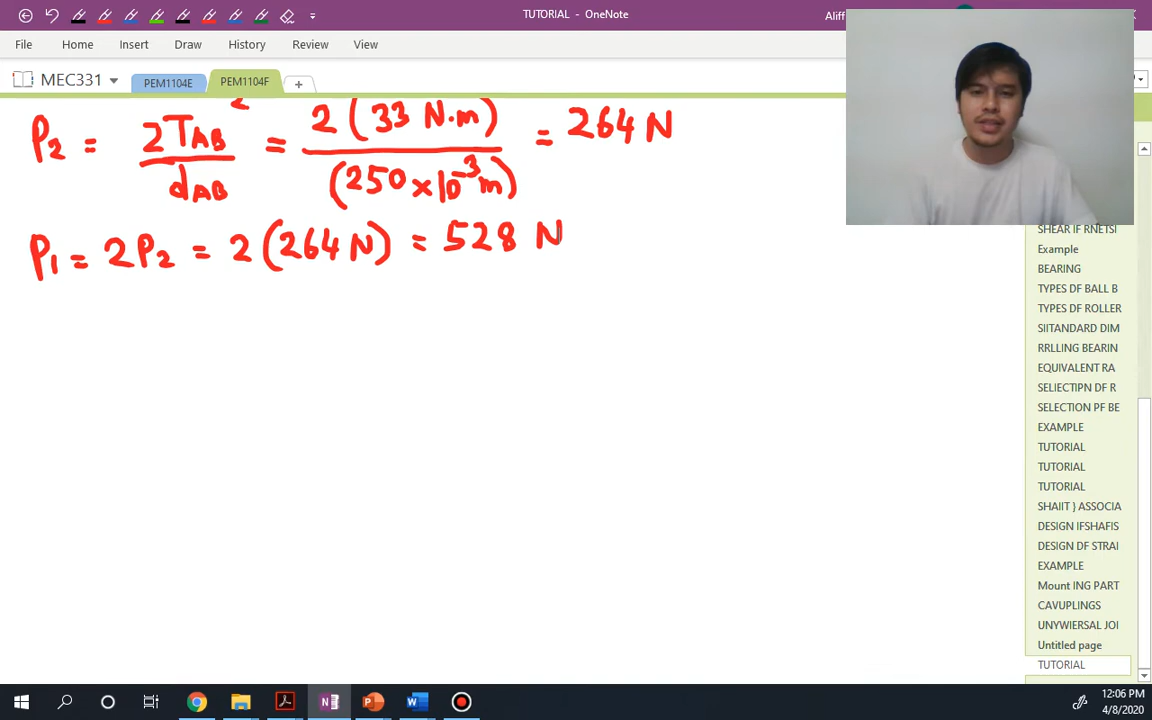 TUTORIAL - OneNote
Aliff
File Home Insert Draw History Review View
MEC331 PEM1104E PEM1104F
P2 = 2TAB / dAB = 2 (33 N·m) / (250 × 10^-3 m) = 264 N
P1 = 2P2 = 2 (264 N) = 528 N
SHEAR IF RNETSI
Example
BEARING
TYPES DF BALL B
TYPES DF ROLLER
SIITANDARD DIM
RRLLING BEARIN
EQUIVALENT RA
SELIECTIPN DF R
SELECTION PF BE
EXAMPLE
TUTORIAL
TUTORIAL
TUTORIAL
SHAIIT } ASSOCIA
DESIGN IFSHAFIS
DESIGN DF STRAI
EXAMPLE
Mount ING PART
CAVUPLINGS
UNYWIERSAL JOI
Untitled page
TUTORIAL
12:06 PM
4/8/2020